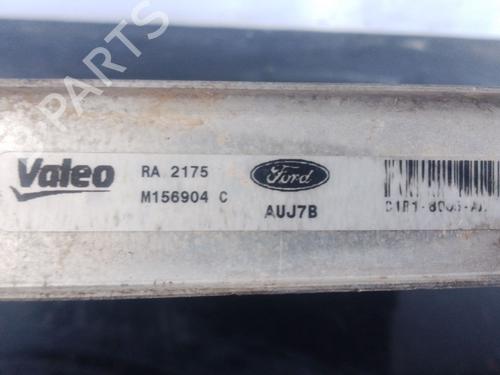 Valeo
RA 2175
M156904 C
Ford
AUJ7B
B PARTS